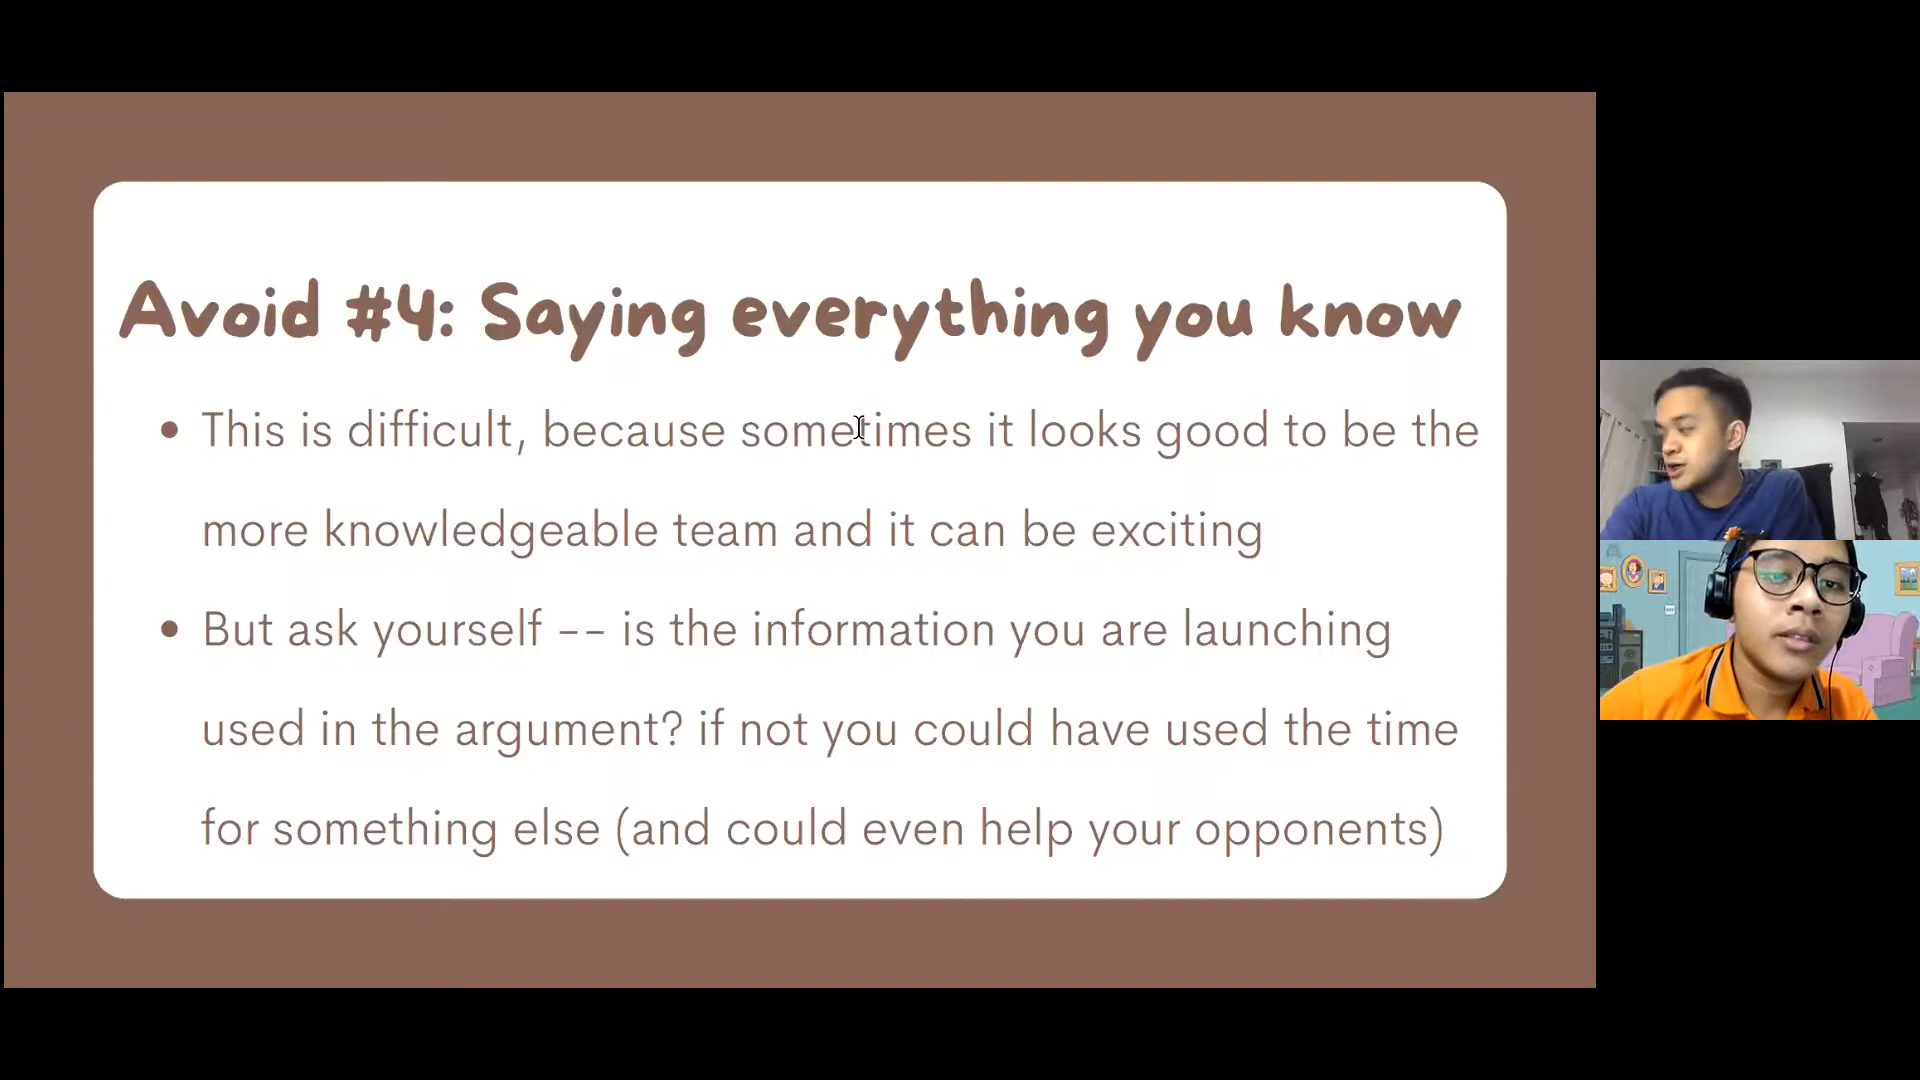 Avoid #4: Saying everything you know
• This is difficult, because sometimes it looks good to be the
more knowledgeable team and it can be exciting
• But ask yourself -- is the information you are launching
used in the argument? if not you could have used the time
for something else (and could even help your opponents)